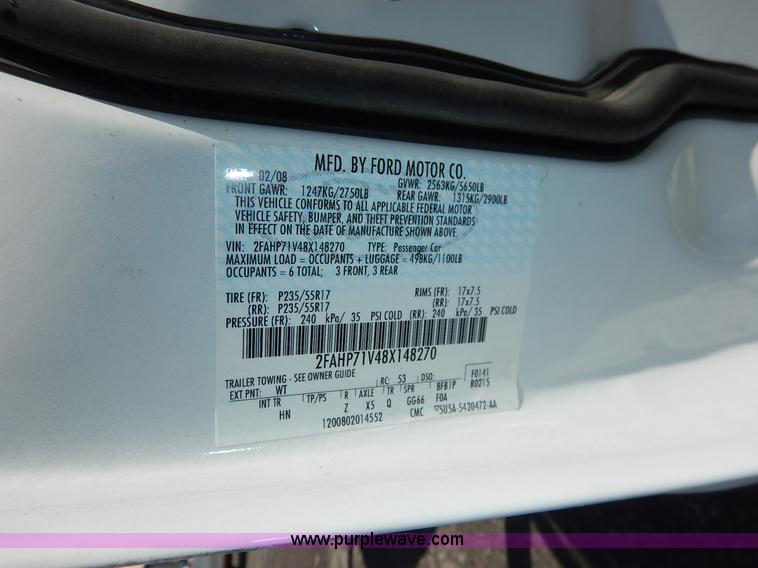 MFD. BY FORD MOTOR CO.
02/08 GVWR: 2563KG/5650LB
FRONT GAWR: 1247KG/2750LB REAR GAWR: 1315KG/2900LB
THIS VEHICLE CONFORMS TO ALL APPLICABLE FEDERAL MOTOR
VEHICLE SAFETY, BUMPER, AND THEFT PREVENTION STANDARDS
IN EFFECT ON THE DATE OF MANUFACTURE SHOWN ABOVE.
VIN: 2FAHP71V48X148270 TYPE: Passenger Car
MAXIMUM LOAD = OCCUPANTS + LUGGAGE = 498KG/1100LB
OCCUPANTS = 6 TOTAL; 3 FRONT, 3 REAR
TIRE (FR): P235/55R17 RIMS (FR): 17x7.5
(RR): P235/55R17 (RR): 17x7.5
PRESSURE (FR): 240 kPa/ 35 PSI COLD (RR): 240 kPa/ 35 PSI COLD
2FAHP71V48X148270
TRAILER TOWING - SEE OWNER GUIDE
EXT PNT: WT RC: 53 DSO: F0141
INT TR TP/PS R AXLE TR SPR BFB1P R0215
HN Z X5 Q GG66 FOA
1200802014552 CMC ▽5U5A-5420472-AA
www.purplewave.com